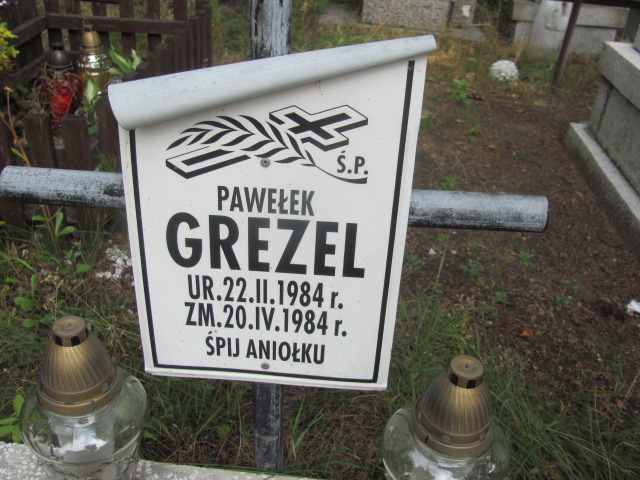 Ś.P.
PAWEŁEK
GREZEL
UR.22.II.1984 r.
ZM.20.IV.1984 r.
ŚPIJ ANIOŁKU